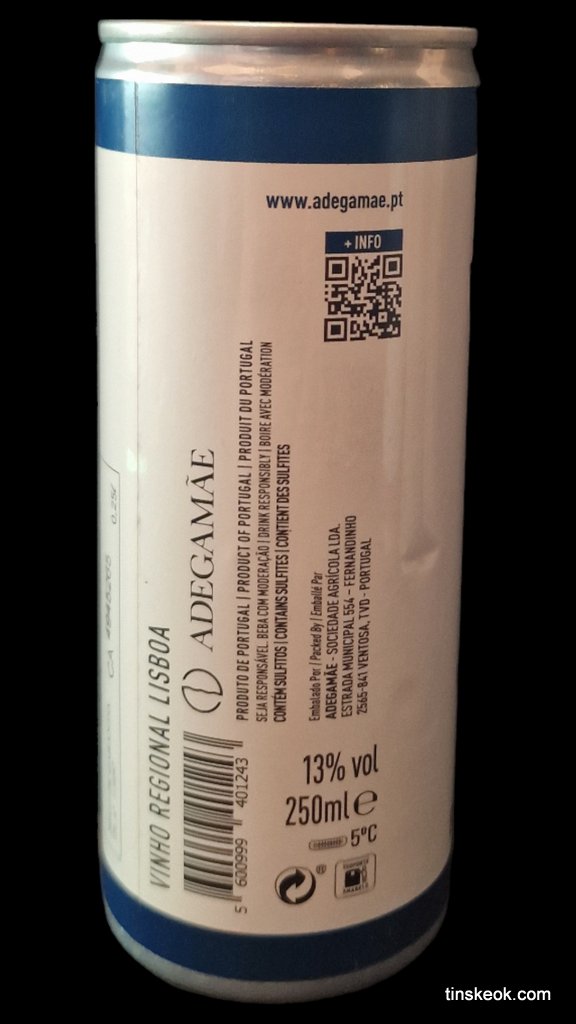 www.adegamae.pt
+ INFO
CA 4945265 0.25ℓ
VINHO REGIONAL LISBOA
ADEGAMÃE
PRODUTO DE PORTUGAL | PRODUCT OF PORTUGAL | PRODUIT DU PORTUGAL
SEJA RESPONSÁVEL. BEBA COM MODERAÇÃO | DRINK RESPONSIBLY | BOIRE AVEC MODÉRATION
CONTÉM SULFITOS | CONTAINS SULFITES | CONTIENT DES SULFITES
Embalado Por / Packed By / Emballé Par
ADEGAMÃE - SOCIEDADE AGRÍCOLA LDA.
ESTRADA MUNICIPAL 554 - FERNANDINHO
2565-841 VENTOSA, TVD - PORTUGAL
13% vol
250ml ℮
5°C
5 600999 401243
tinskeok.com